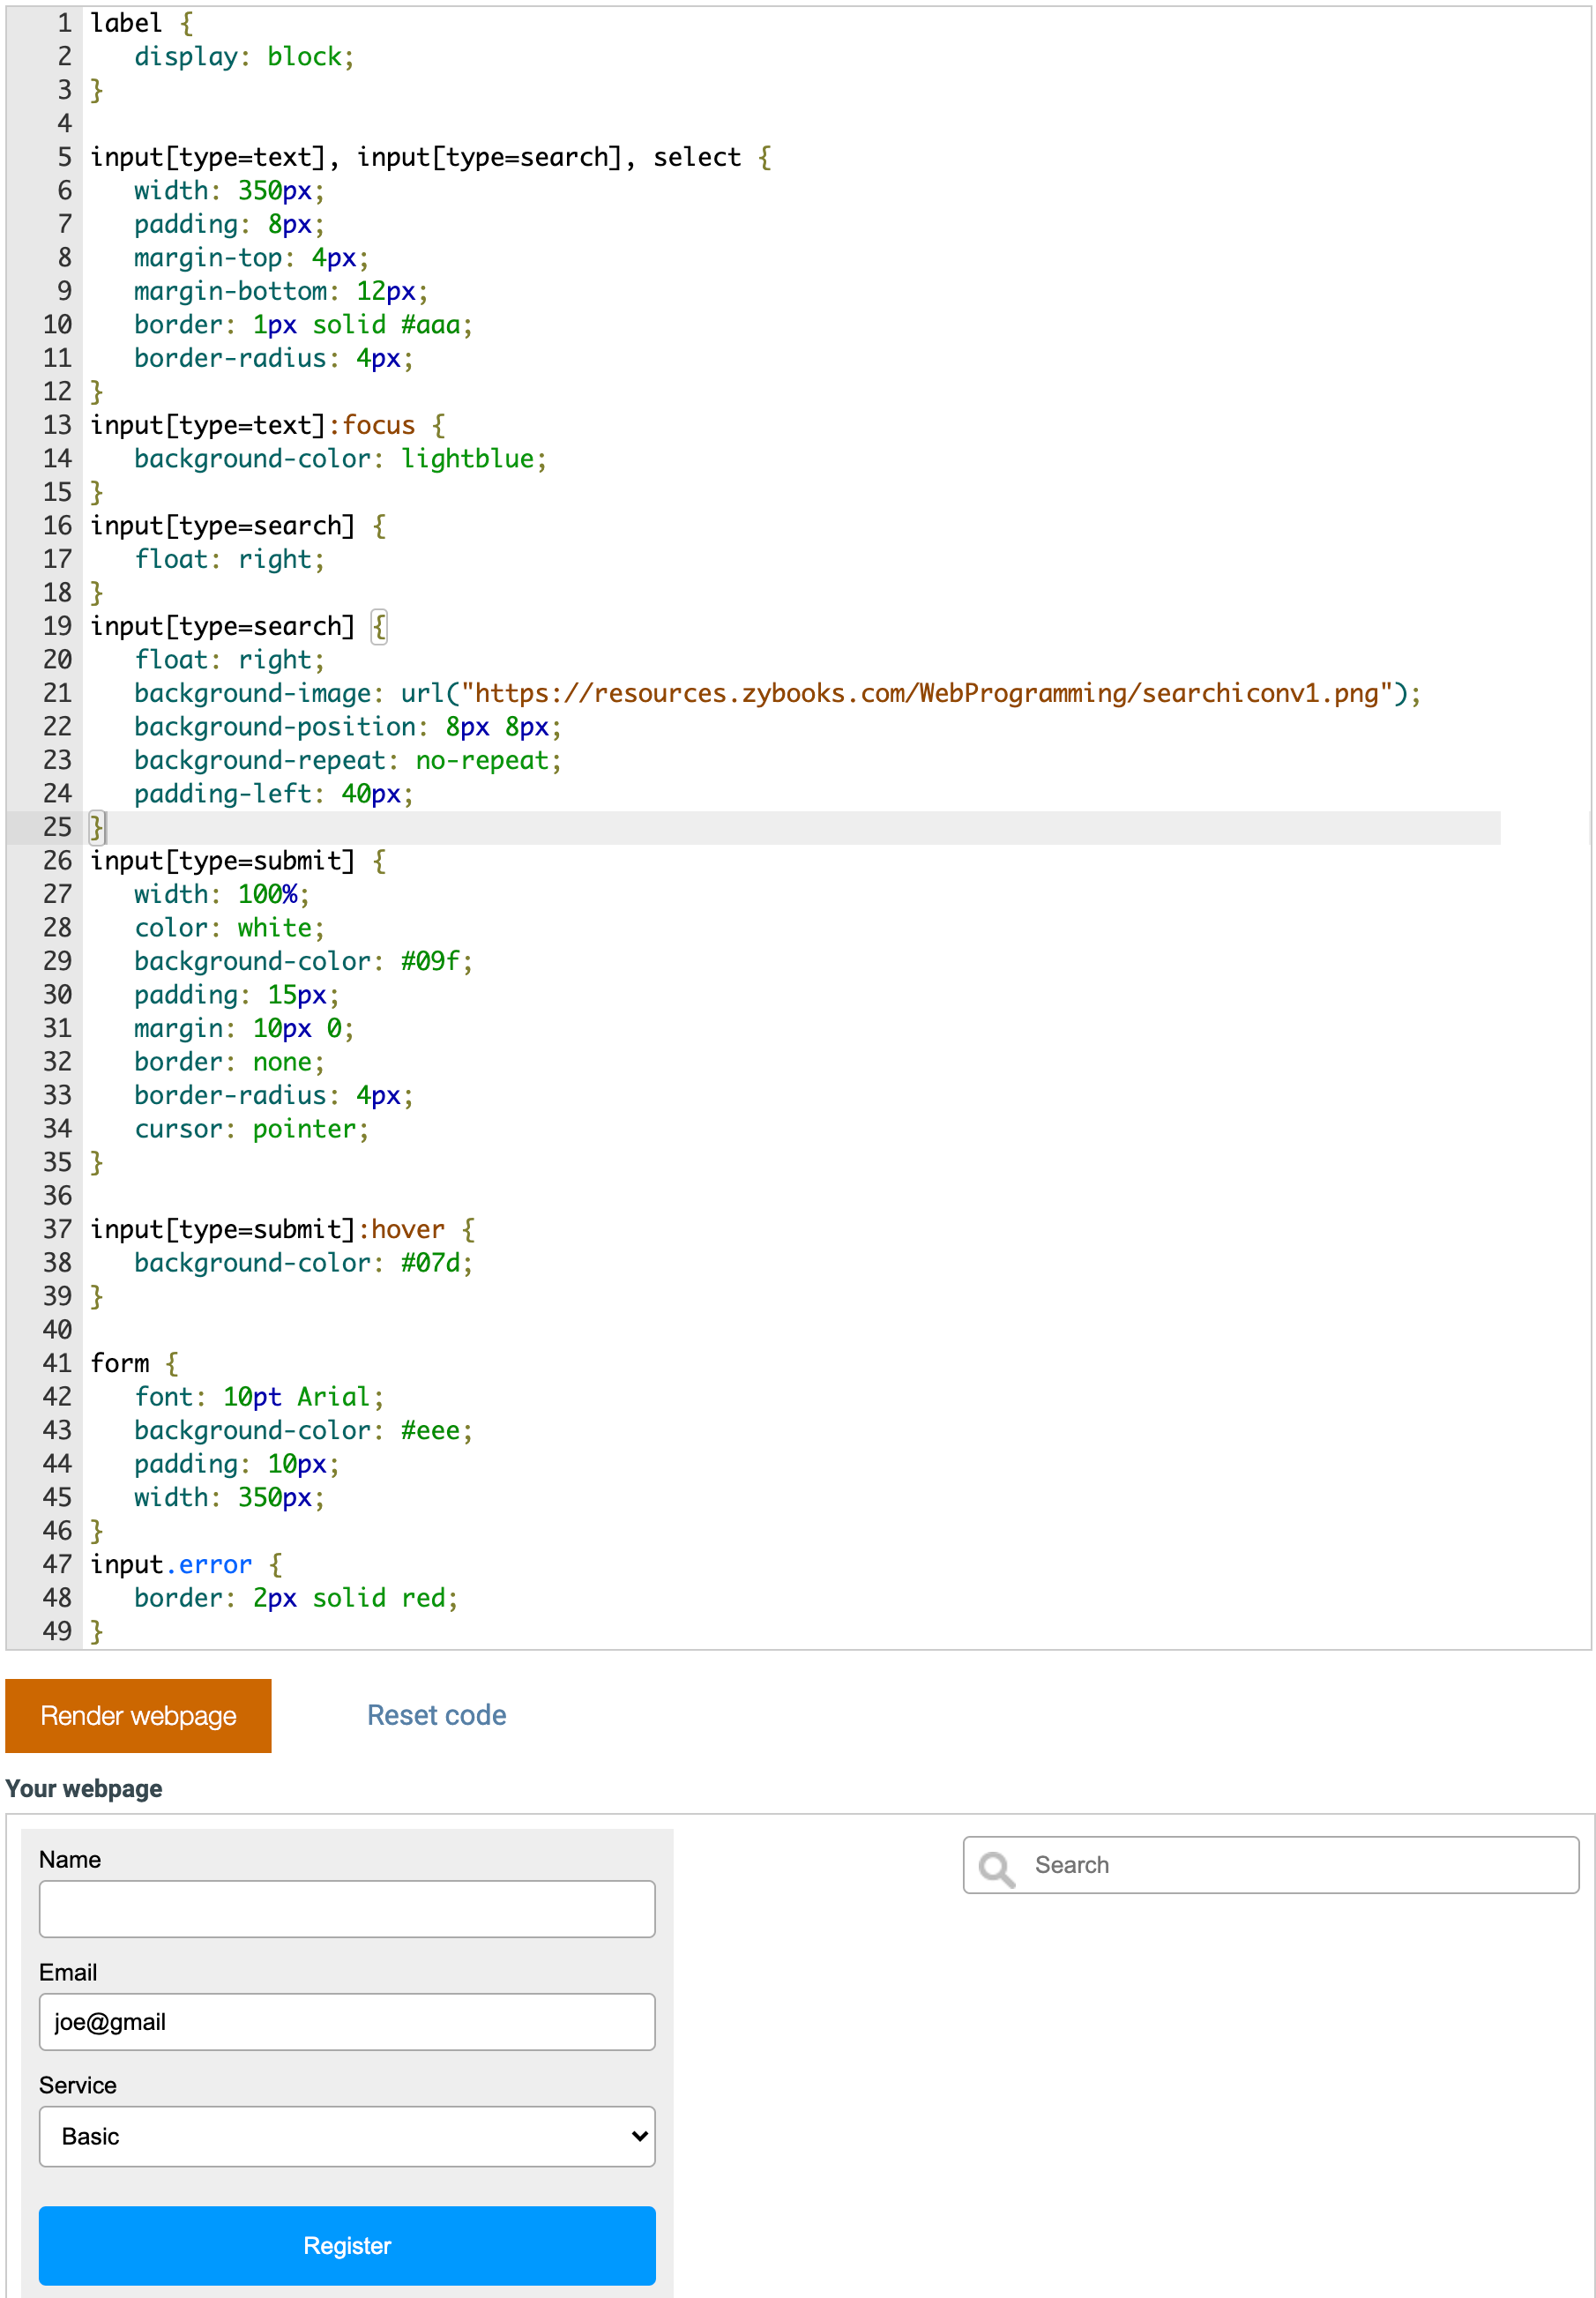 1 label {
2    display: block;
3 }
4
5 input[type=text], input[type=search], select {
6    width: 350px;
7    padding: 8px;
8    margin-top: 4px;
9    margin-bottom: 12px;
10    border: 1px solid #aaa;
11    border-radius: 4px;
12 }
13 input[type=text]:focus {
14    background-color: lightblue;
15 }
16 input[type=search] {
17    float: right;
18 }
19 input[type=search] {
20    float: right;
21    background-image: url("https://resources.zybooks.com/WebProgramming/searchiconv1.png");
22    background-position: 8px 8px;
23    background-repeat: no-repeat;
24    padding-left: 40px;
25 }
26 input[type=submit] {
27    width: 100%;
28    color: white;
29    background-color: #09f;
30    padding: 15px;
31    margin: 10px 0;
32    border: none;
33    border-radius: 4px;
34    cursor: pointer;
35 }
36
37 input[type=submit]:hover {
38    background-color: #07d;
39 }
40
41 form {
42    font: 10pt Arial;
43    background-color: #eee;
44    padding: 10px;
45    width: 350px;
46 }
47 input.error {
48    border: 2px solid red;
49 }
Render webpage Reset code
Your webpage
Name
Search
Email
joe@gmail
Service
Basic
Register